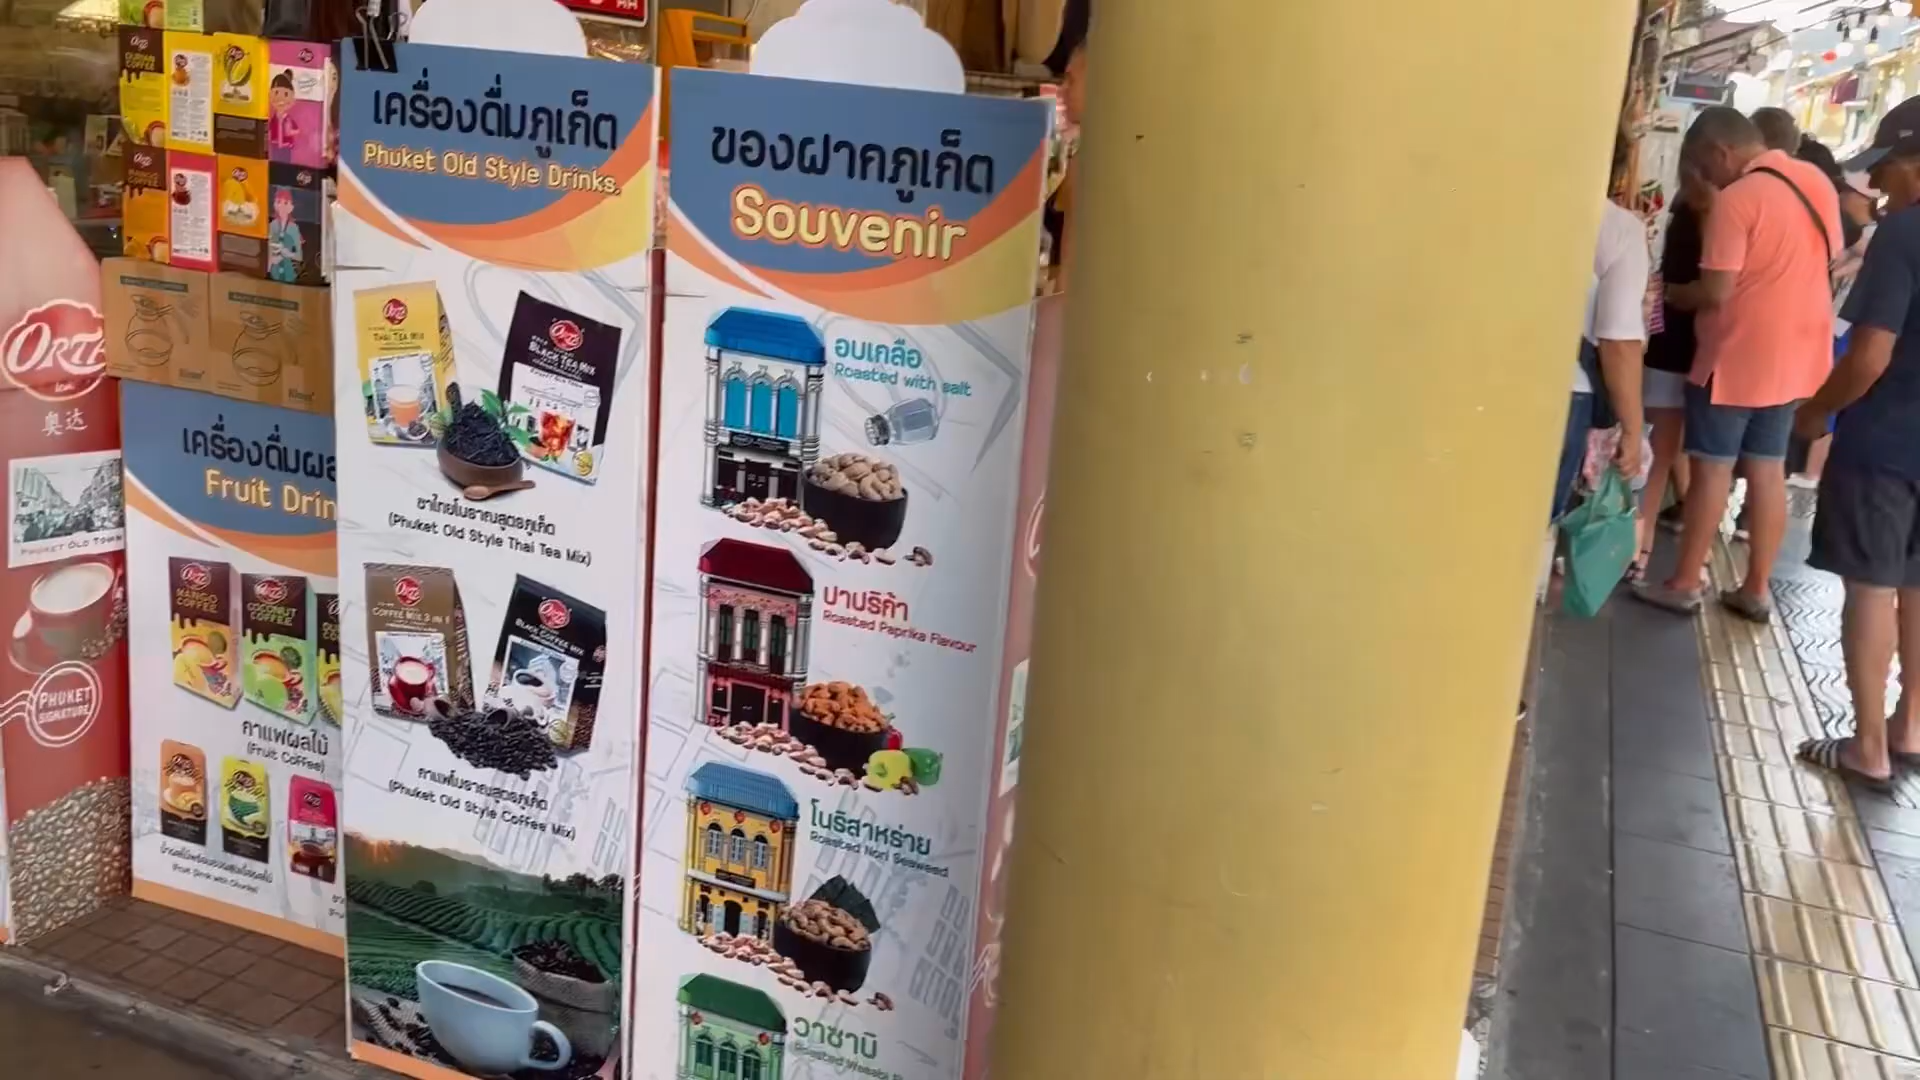 DURIAN
COFFEE
MANGO
COFFEE
ORTA
奥达
PHUKET OLD TOWN
PHUKET
SIGNATURE
เครื่องดื่มผล
Fruit Drin
MANGO
COFFEE
COCONUT
COFFEE
กาแฟผลไม้
(Fruit Coffee)
เครื่องดื่มภูเก็ต
Phuket Old Style Drinks.
ORTA
THAI TEA MIX
ORTA
BLACK TEA MIX
ชาไทยโบราณสูตรภูเก็ต
(Phuket Old Style Thai Tea Mix)
ORTA
COFFEE MIX 3 IN 1
ORTA
BLACK COFFEE MIX
กาแฟโบราณสูตรภูเก็ต
(Phuket Old Style Coffee Mix)
ของฝากภูเก็ต
Souvenir
อบเกลือ
Roasted with salt
ปาปริก้า
Roasted Paprika Flavour
โนริสาหร่าย
Roasted Nori Seaweed
วาซาบิ
Roasted Wasabi